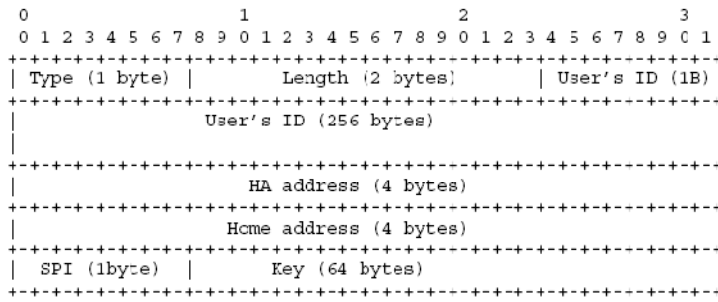 0 1 2 3
0 1 2 3 4 5 6 7 8 9 0 1 2 3 4 5 6 7 8 9 0 1 2 3 4 5 6 7 8 9 0 1
+-+-+-+-+-+-+-+-+-+-+-+-+-+-+-+-+-+-+-+-+-+-+-+-+-+-+-+-+-+-+-+-
| Type (1 byte) | Length (2 bytes) | User's ID (1B)
+-+-+-+-+-+-+-+-+-+-+-+-+-+-+-+-+-+-+-+-+-+-+-+-+-+-+-+-+-+-+-+-
| User's ID (256 bytes)
|
+-+-+-+-+-+-+-+-+-+-+-+-+-+-+-+-+-+-+-+-+-+-+-+-+-+-+-+-+-+-+-+-
| HA address (4 bytes)
+-+-+-+-+-+-+-+-+-+-+-+-+-+-+-+-+-+-+-+-+-+-+-+-+-+-+-+-+-+-+-+-
| Home address (4 bytes)
+-+-+-+-+-+-+-+-+-+-+-+-+-+-+-+-+-+-+-+-+-+-+-+-+-+-+-+-+-+-+-+-
| SPI (1byte) | Key (64 bytes)
+-+-+-+-+-+-+-+-+-+-+-+-+-+-+-+-+-+-+-+-+-+-+-+-+-+-+-+-+-+-+-+-